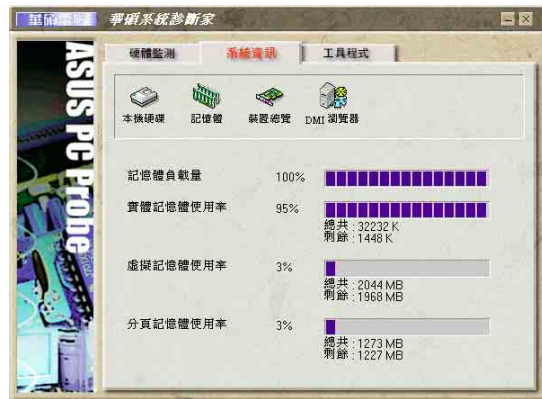 華碩系統診斷家
ASUS PC Probe
硬體監測
系統資訊
工具程式
本機硬碟
記憶體
裝置總覽
DMI 瀏覽器
記憶體負載量
100%
實體記憶體使用率
95%
總共 : 32232 K
剩餘 : 1448 K
虛擬記憶體使用率
3%
總共 : 2044 MB
剩餘 : 1968 MB
分頁記憶體使用率
3%
總共 : 1273 MB
剩餘 : 1227 MB